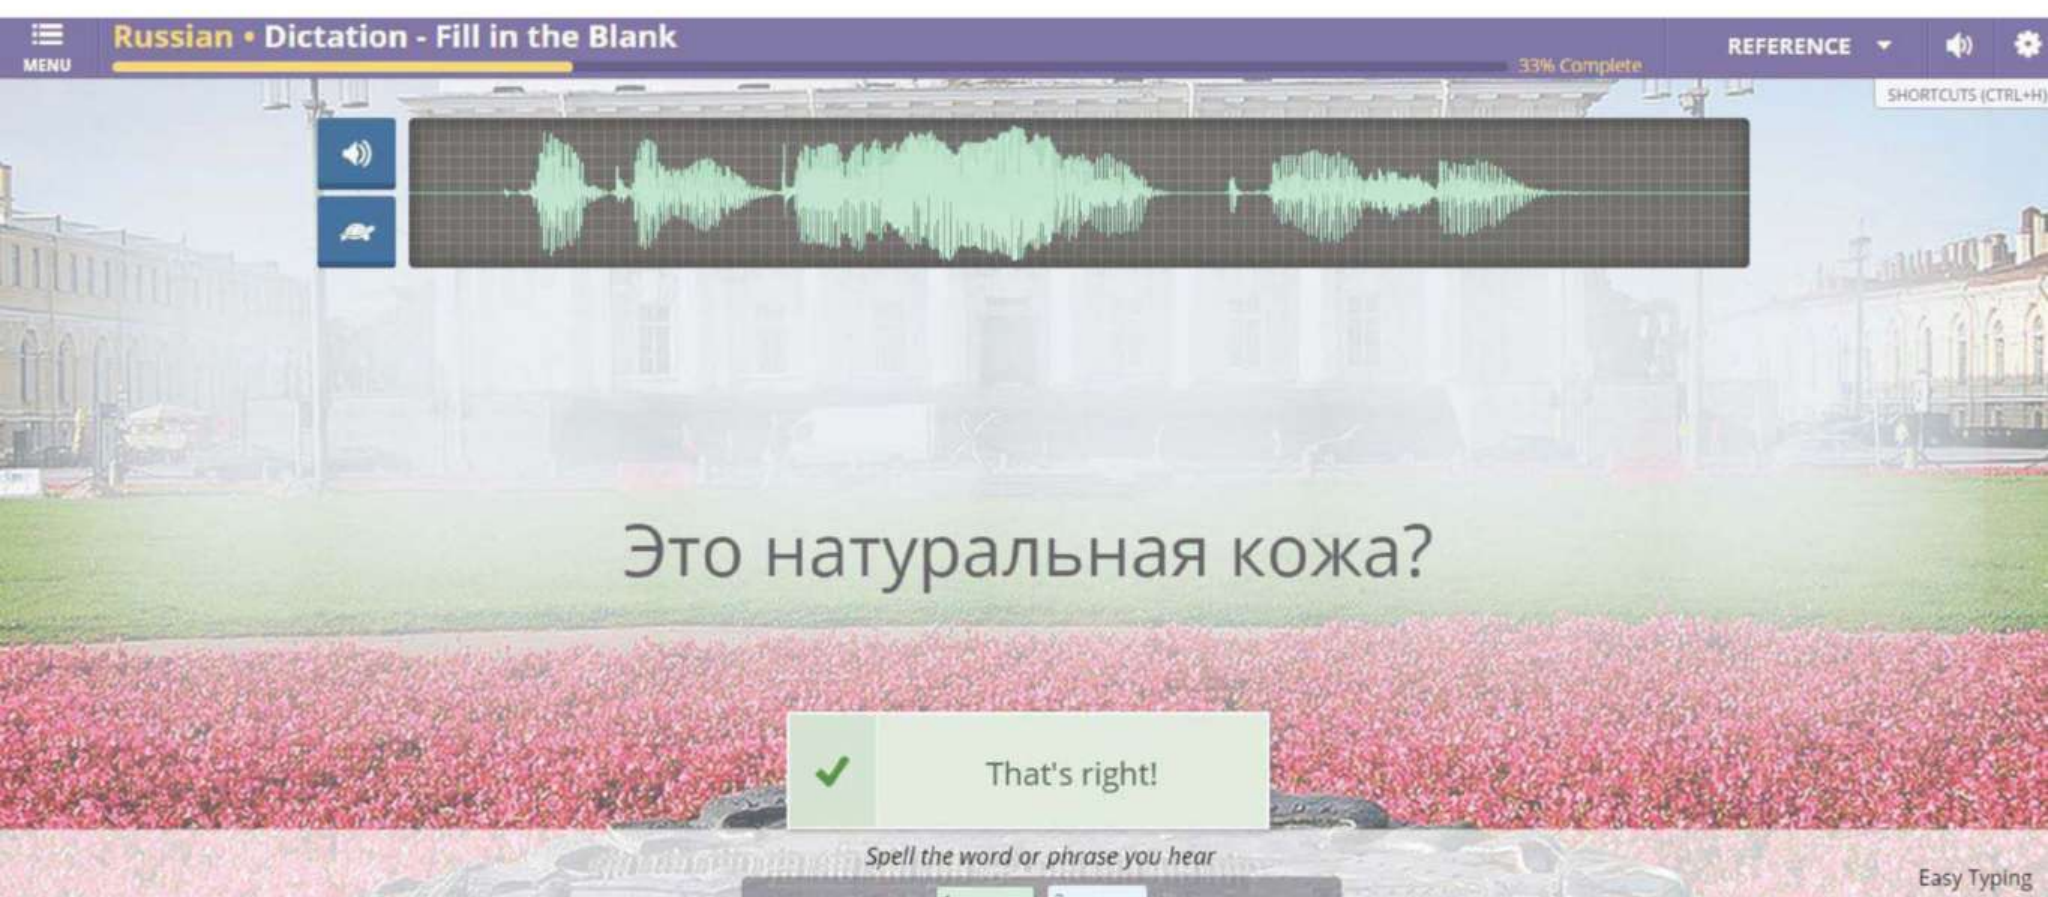 MENU
Russian • Dictation - Fill in the Blank
33% Complete
REFERENCE
SHORTCUTS (CTRL+H)
Это натуральная кожа?
That's right!
Spell the word or phrase you hear
Easy Typing